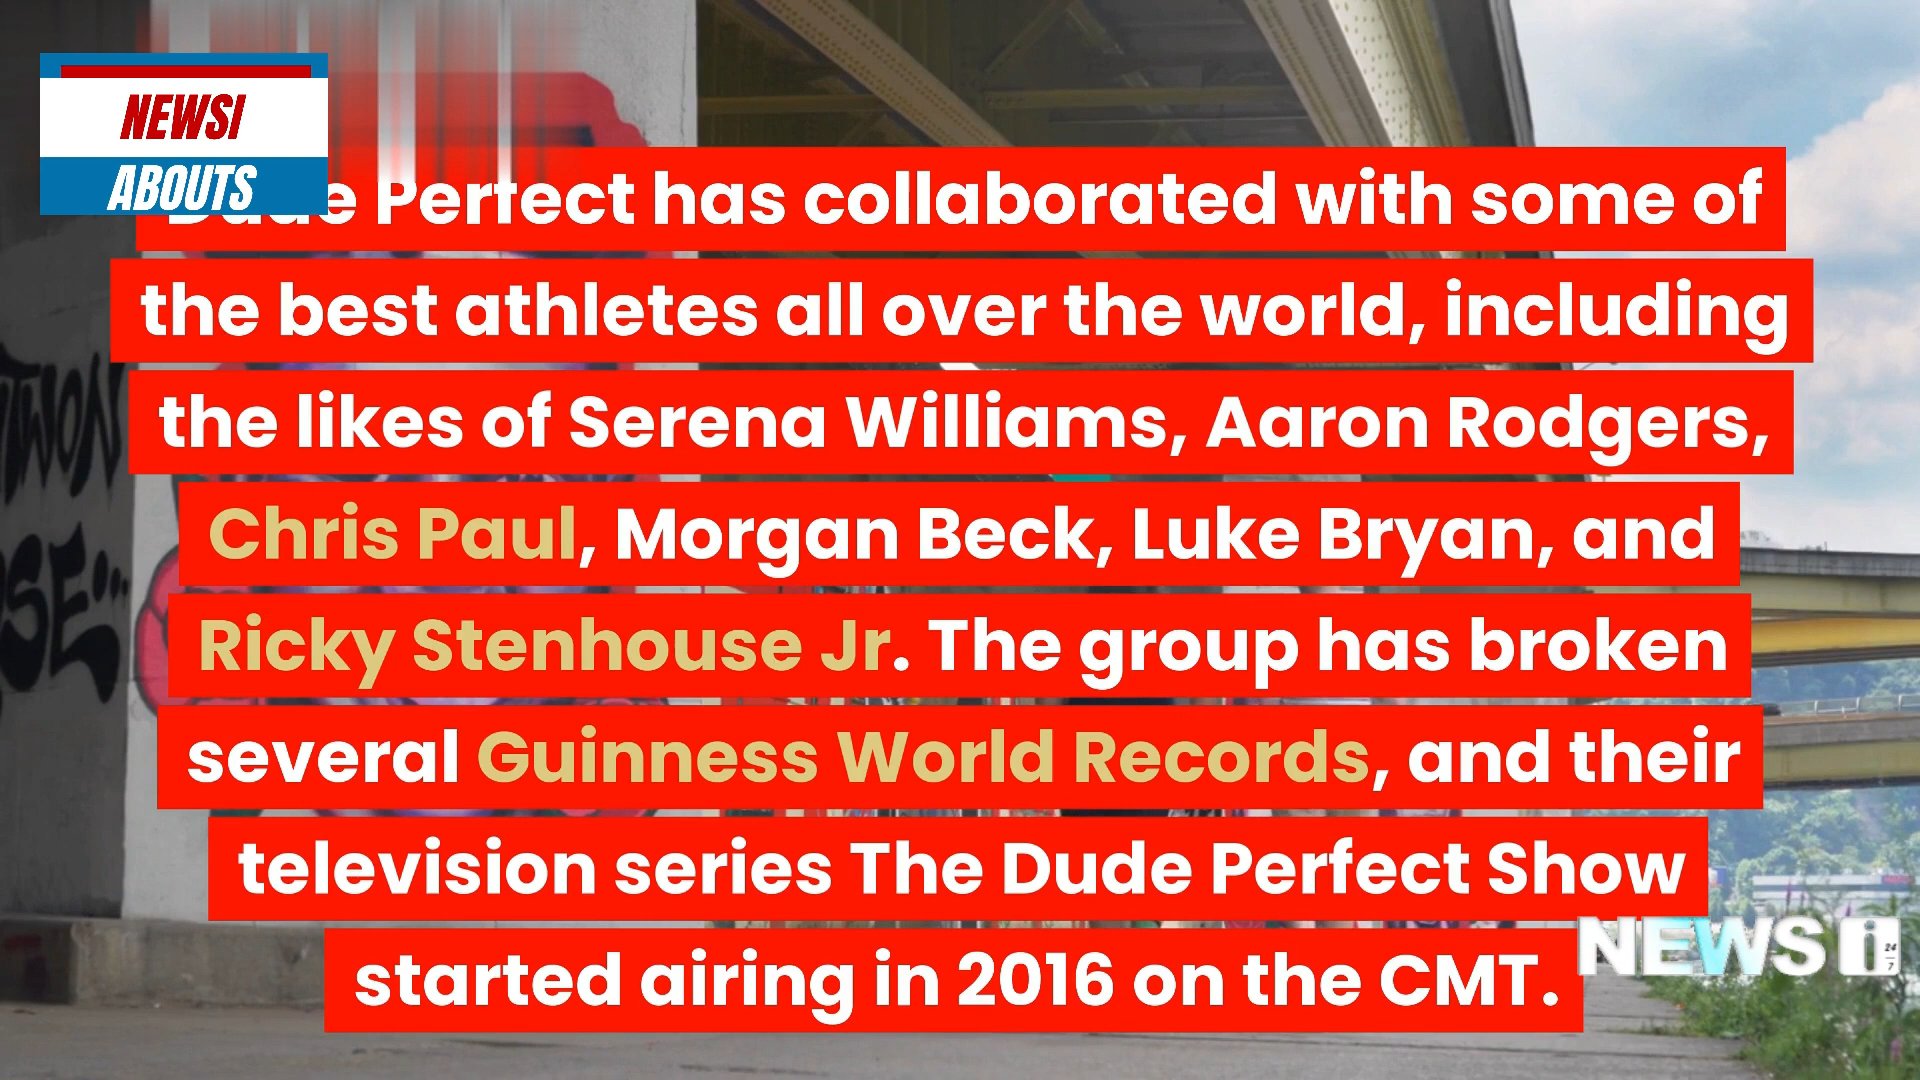 NEWSI
ABOUTS
Dude Perfect has collaborated with some of
the best athletes all over the world, including
the likes of Serena Williams, Aaron Rodgers,
Chris Paul, Morgan Beck, Luke Bryan, and
Ricky Stenhouse Jr. The group has broken
several Guinness World Records, and their
television series The Dude Perfect Show
started airing in 2016 on the CMT.
NEWS i 24/7